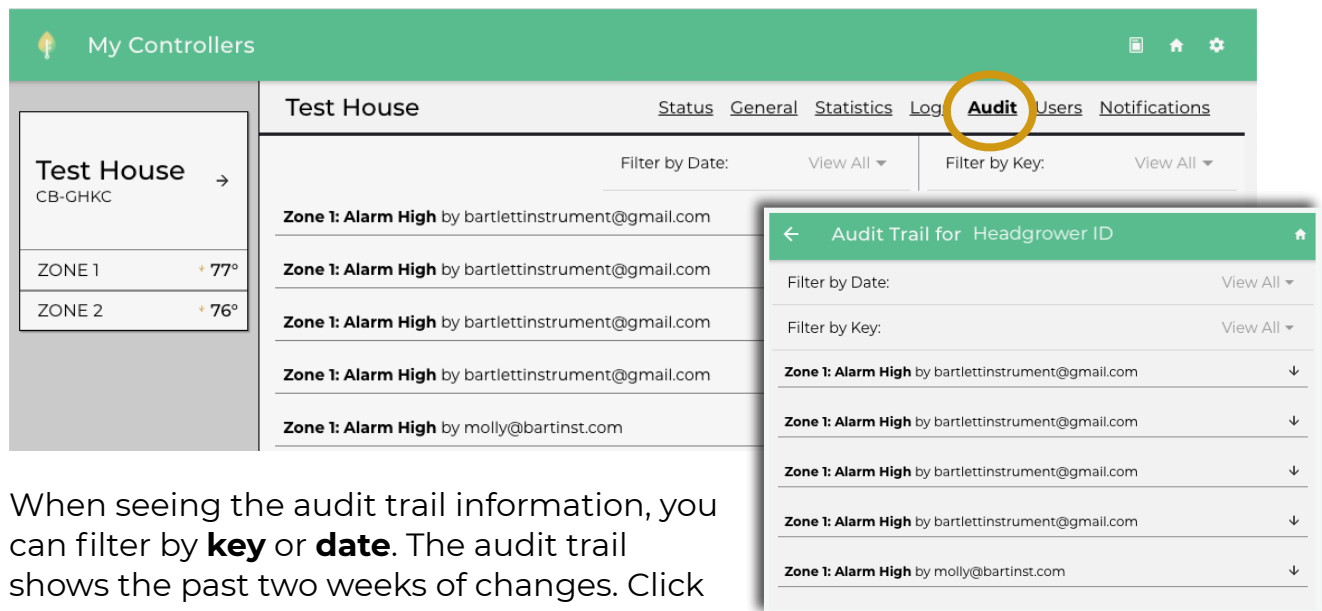 My Controllers
Test House
Status General Statistics Log Audit Users Notifications
Test House
CB-GHKC
ZONE 1 77°
ZONE 2 76°
Filter by Date: View All
Filter by Key: View All
Zone 1: Alarm High by bartlettinstrument@gmail.com
Zone 1: Alarm High by bartlettinstrument@gmail.com
Zone 1: Alarm High by bartlettinstrument@gmail.com
Zone 1: Alarm High by bartlettinstrument@gmail.com
Zone 1: Alarm High by molly@bartinst.com
Audit Trail for Headgrower ID
Filter by Date: View All
Filter by Key: View All
Zone 1: Alarm High by bartlettinstrument@gmail.com
Zone 1: Alarm High by bartlettinstrument@gmail.com
Zone 1: Alarm High by bartlettinstrument@gmail.com
Zone 1: Alarm High by bartlettinstrument@gmail.com
Zone 1: Alarm High by molly@bartinst.com
When seeing the audit trail information, you
can filter by key or date. The audit trail
shows the past two weeks of changes. Click